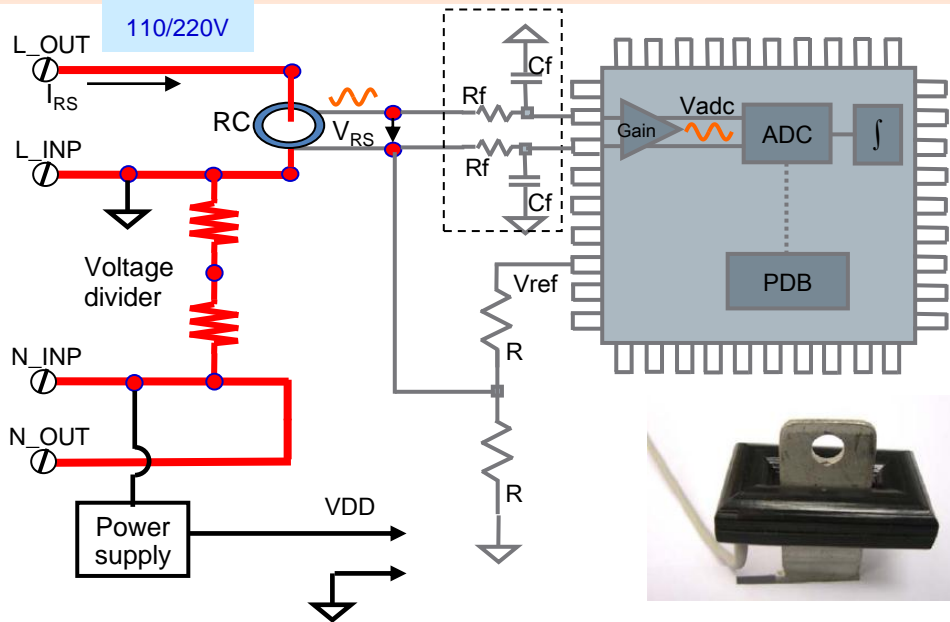 110/220V
L_OUT
I_RS
RC
V_RS
L_INP
Voltage
divider
N_INP
N_OUT
Power
supply
VDD
Rf
Cf
Rf
Cf
Gain
Vadc
ADC
∫
PDB
Vref
R
R